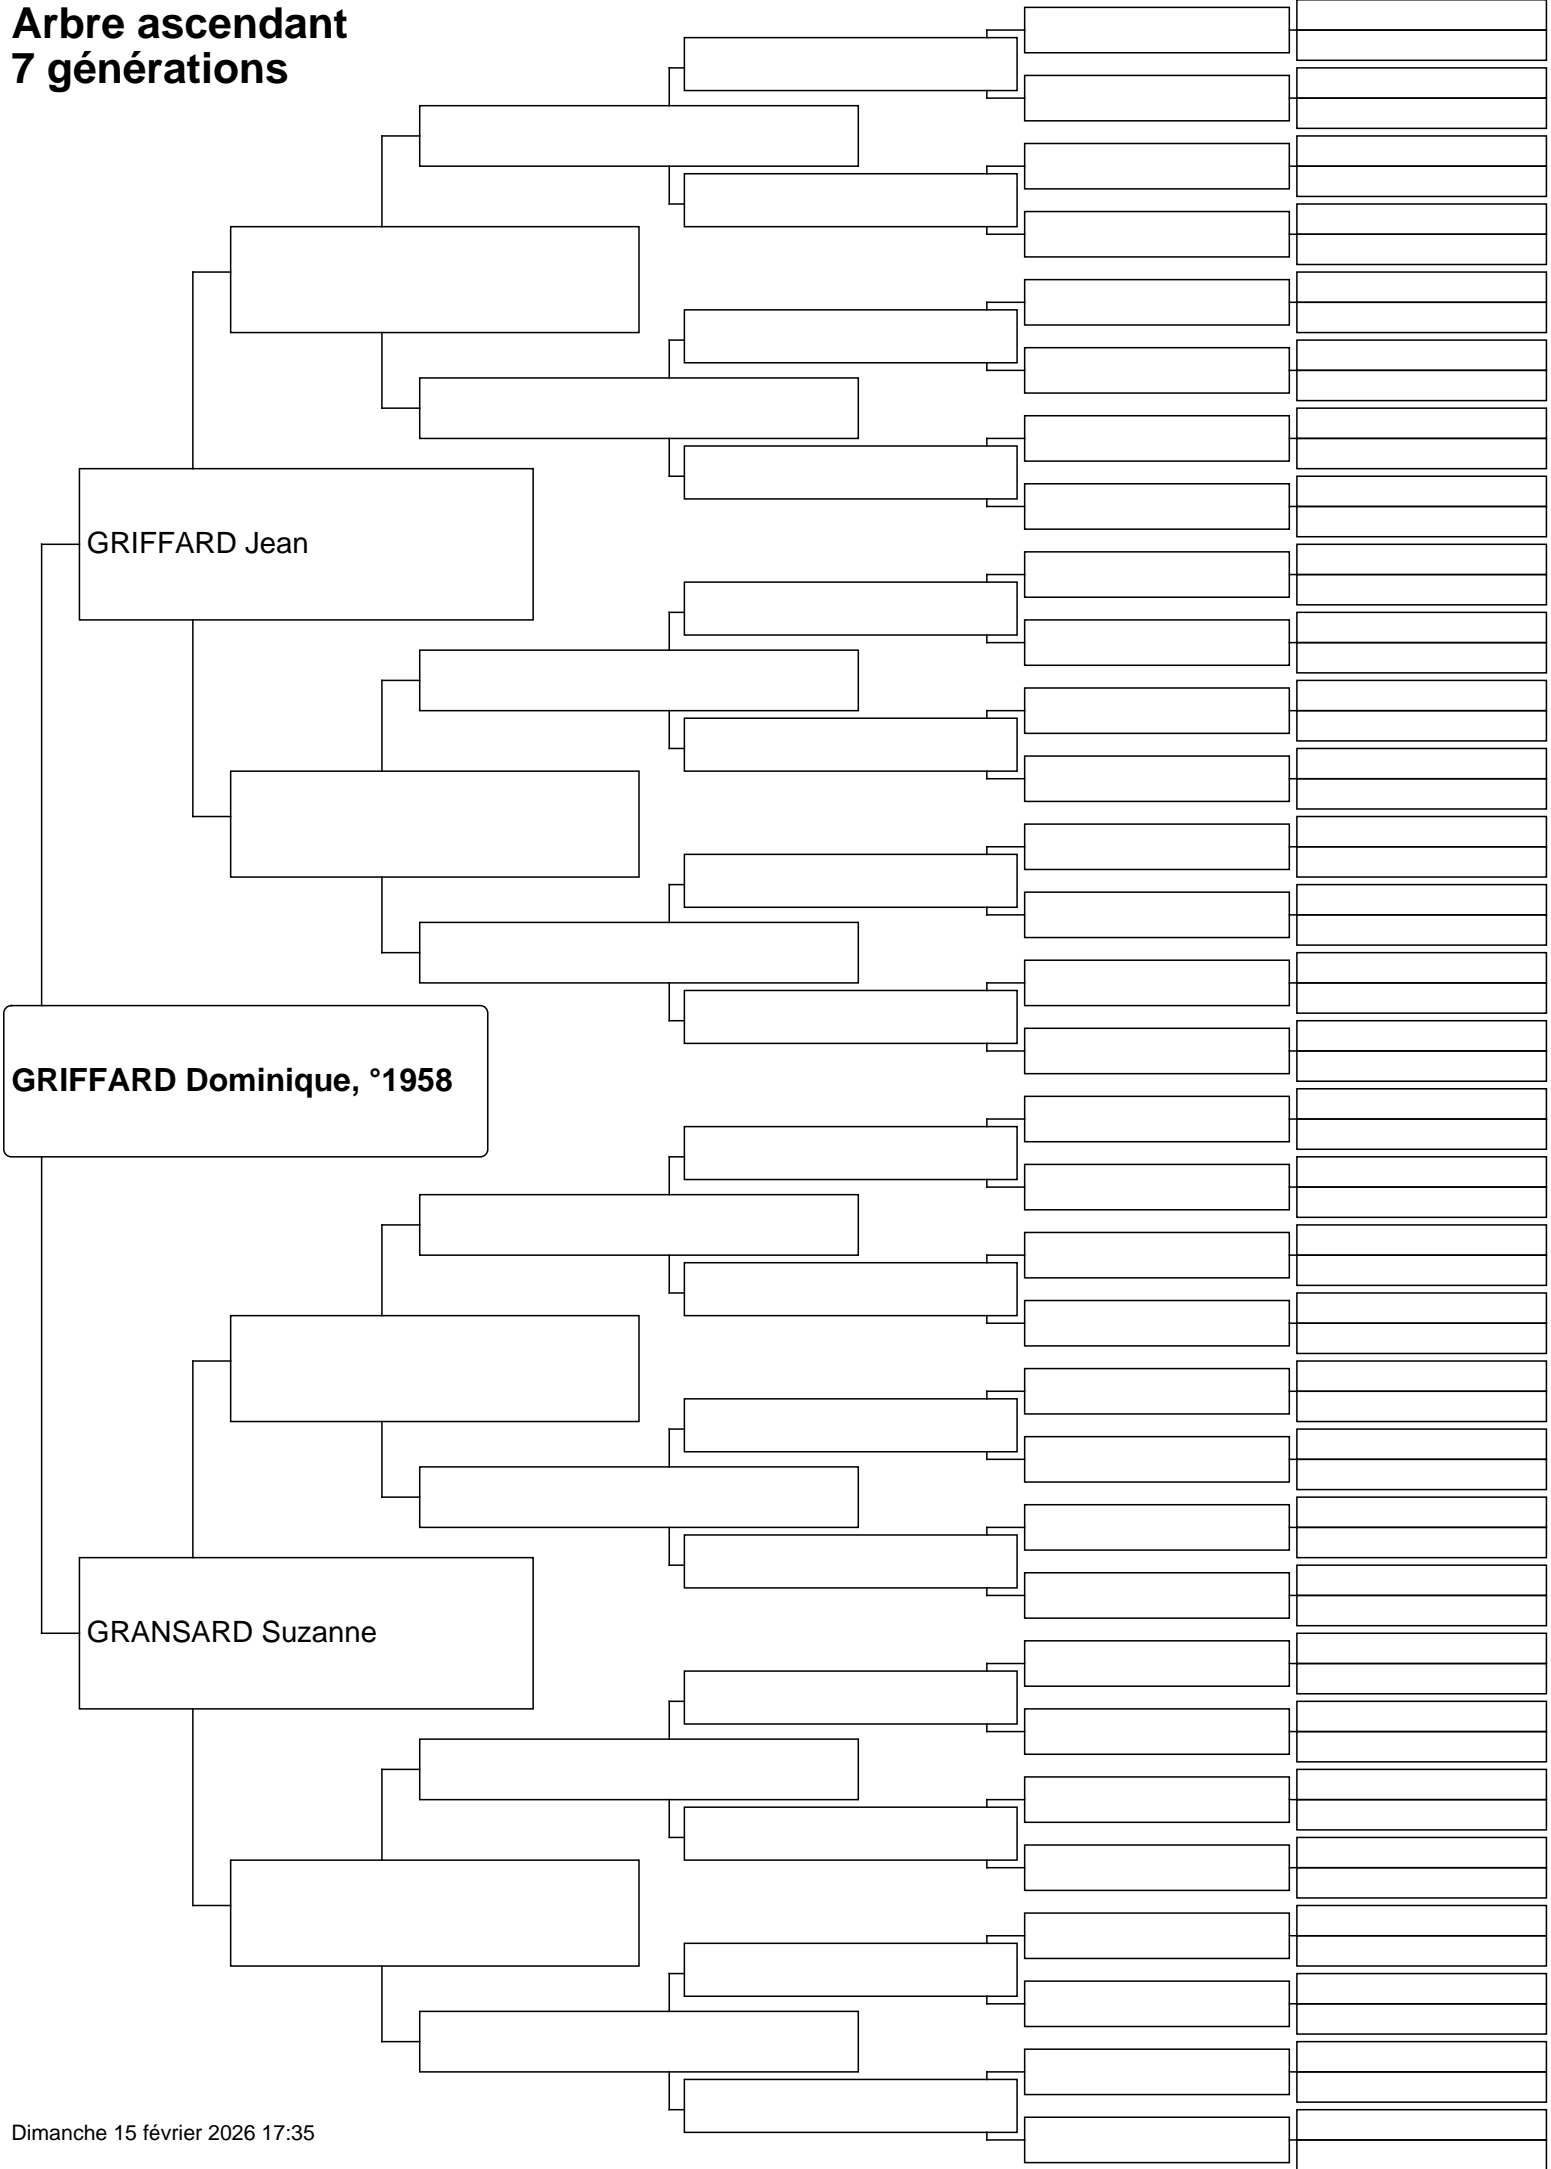 Arbre ascendant
7 générations
GRIFFARD Jean
GRIFFARD Dominique, °1958
GRANSARD Suzanne
Dimanche 15 février 2026 17:35